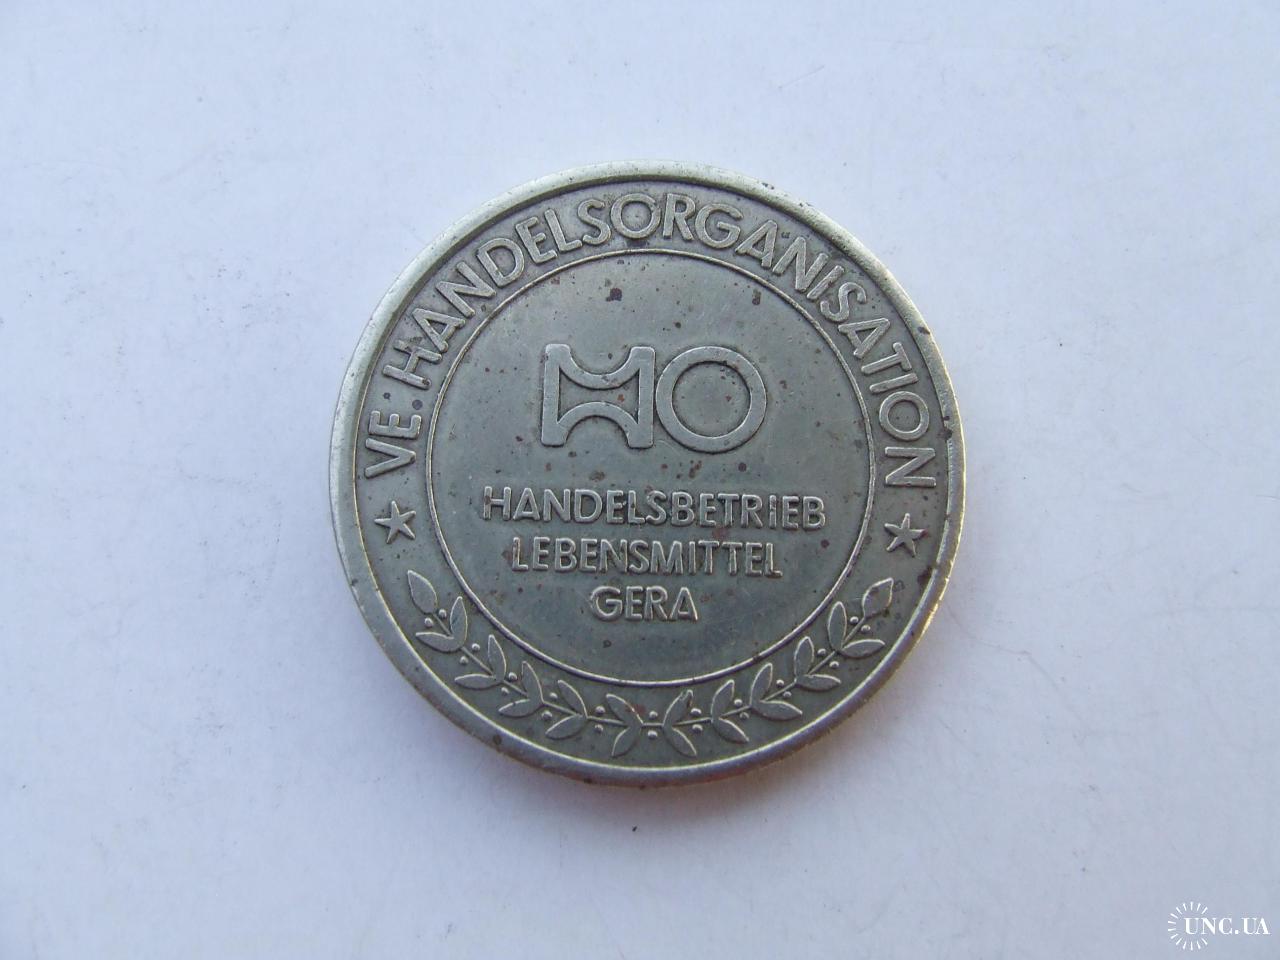 VE. HANDELSORGANISATION
HO
HANDELSBETRIEB
LEBENSMITTEL
GERA
UNC.UA